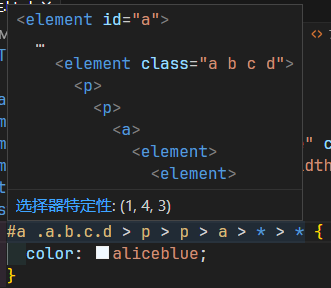 <element id="a">
…
<element class="a b c d">
<p>
<p>
<a>
<element>
<element>
选择器特定性: (1, 4, 3)
#a .a.b.c.d > p > p > a > * > * {
color: aliceblue;
}